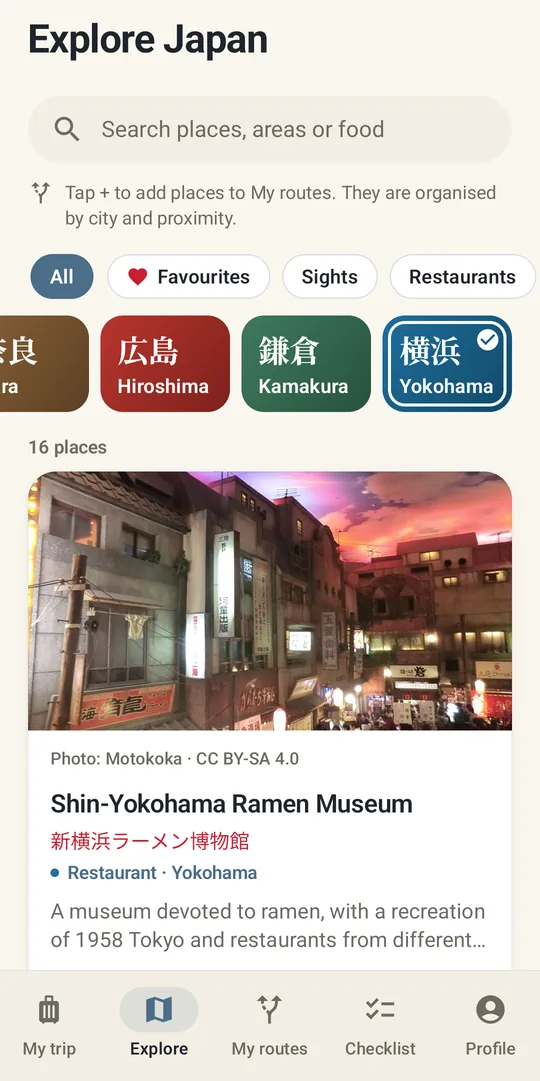 Explore Japan
Search places, areas or food
Tap + to add places to My routes. They are organised
by city and proximity.
All
Favourites
Sights
Restaurants
奈良
ra
広島
Hiroshima
鎌倉
Kamakura
横浜
Yokohama
16 places
Photo: Motokoka · CC BY-SA 4.0
Shin-Yokohama Ramen Museum
新横浜ラーメン博物館
Restaurant · Yokohama
A museum devoted to ramen, with a recreation
of 1958 Tokyo and restaurants from different…
My trip
Explore
My routes
Checklist
Profile